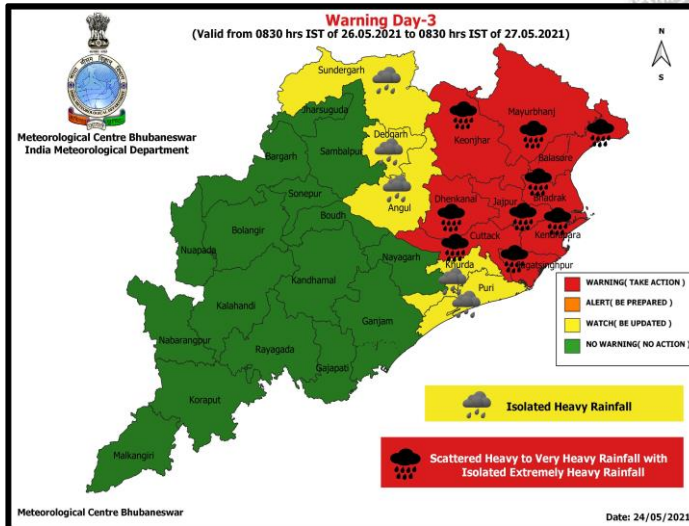 Warning Day-3
(Valid from 0830 hrs IST of 26.05.2021 to 0830 hrs IST of 27.05.2021)
N
S
Meteorological Centre Bhubaneswar
India Meteorological Department
Sundergarh
Jharsuguda
Deogarh
Sambalpur
Bargarh
Keonjhar
Mayurbhanj
Balasare
Sonepur
Angul
Dhenkanal
Jajpur
Bhadrak
Boudh
Bolangir
Nuapada
Cuttack
Kendrapara
Nayagarh
Khurda
Jagatsinghpur
Puri
Kandhamal
Kalahandi
Ganjam
Nabarangpur
Rayagada
Gajapati
Koraput
Malkangiri
WARNING( TAKE ACTION )
ALERT( BE PREPARED )
WATCH( BE UPDATED )
NO WARNING( NO ACTION )
Isolated Heavy Rainfall
Scattered Heavy to Very Heavy Rainfall with
Isolated Extremely Heavy Rainfall
Meteorological Centre Bhubaneswar
Date: 24/05/2021